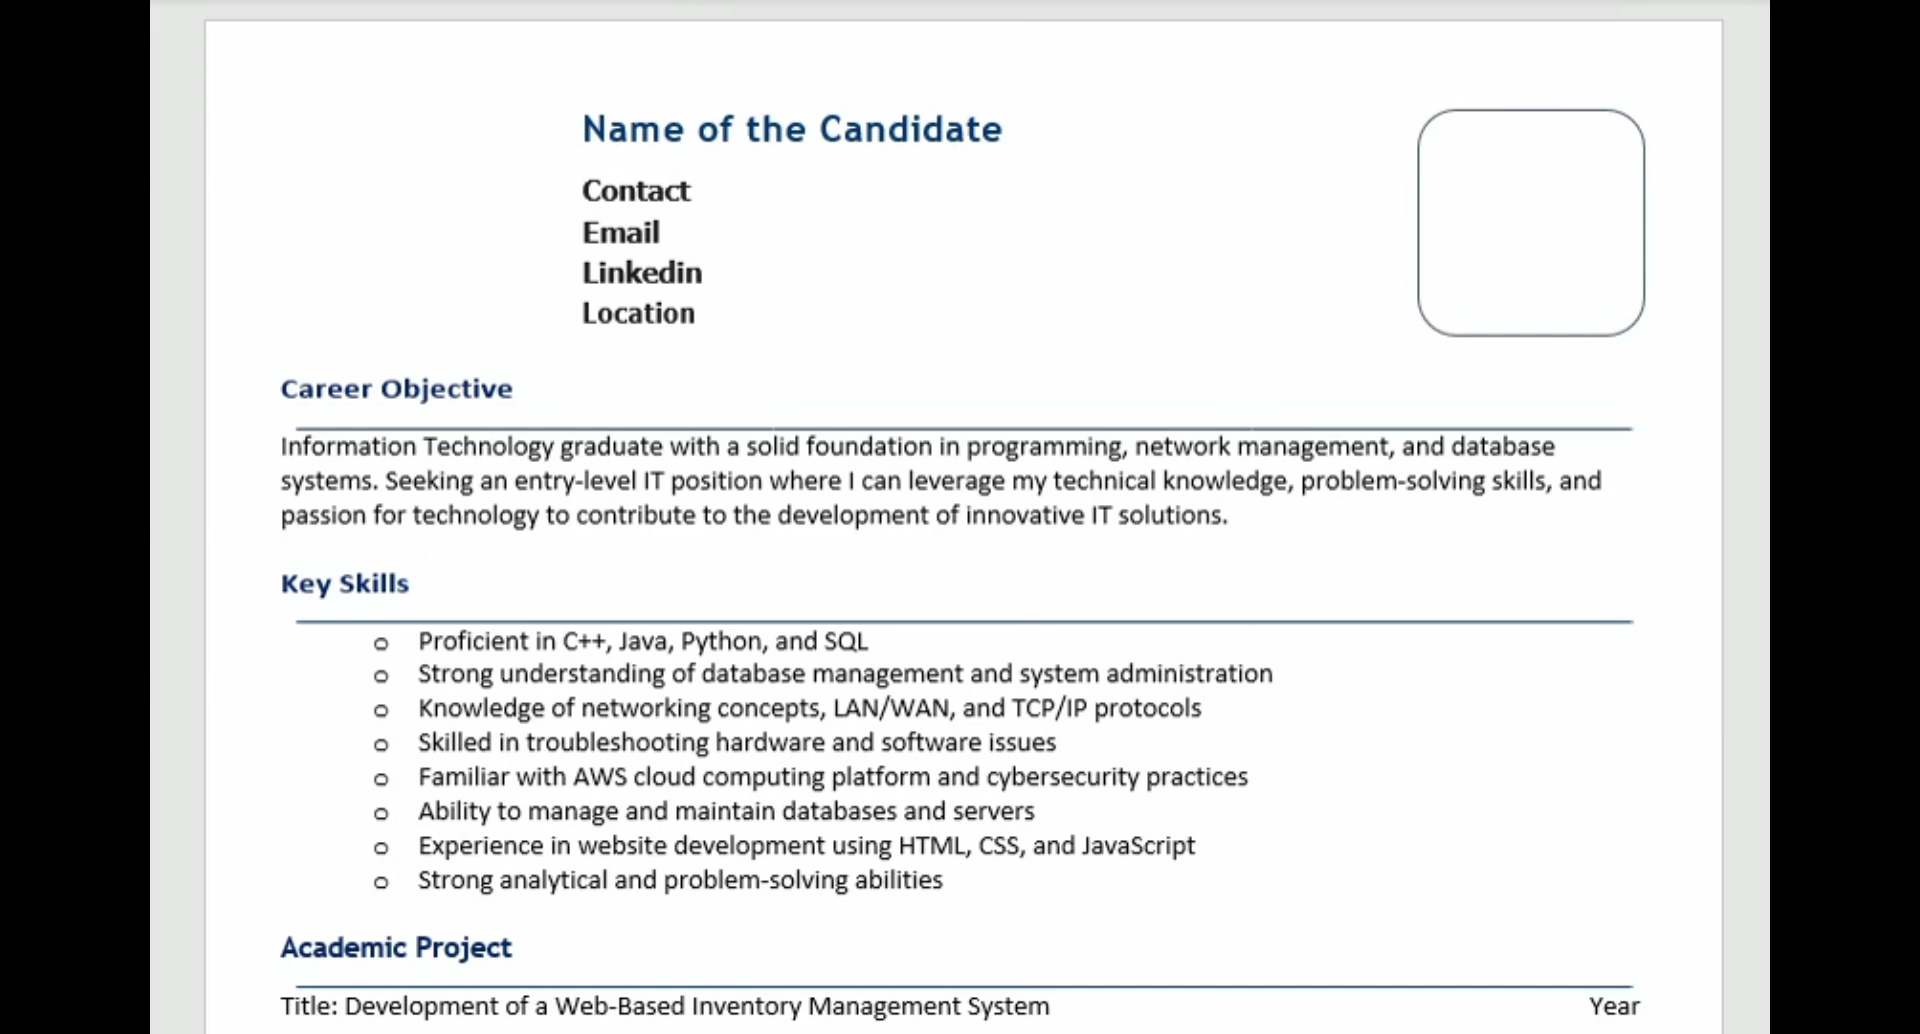 Name of the Candidate
Contact
Email
Linkedin
Location
Career Objective
Information Technology graduate with a solid foundation in programming, network management, and database
systems. Seeking an entry-level IT position where I can leverage my technical knowledge, problem-solving skills, and
passion for technology to contribute to the development of innovative IT solutions.
Key Skills
o Proficient in C++, Java, Python, and SQL
o Strong understanding of database management and system administration
o Knowledge of networking concepts, LAN/WAN, and TCP/IP protocols
o Skilled in troubleshooting hardware and software issues
o Familiar with AWS cloud computing platform and cybersecurity practices
o Ability to manage and maintain databases and servers
o Experience in website development using HTML, CSS, and JavaScript
o Strong analytical and problem-solving abilities
Academic Project
Title: Development of a Web-Based Inventory Management System Year